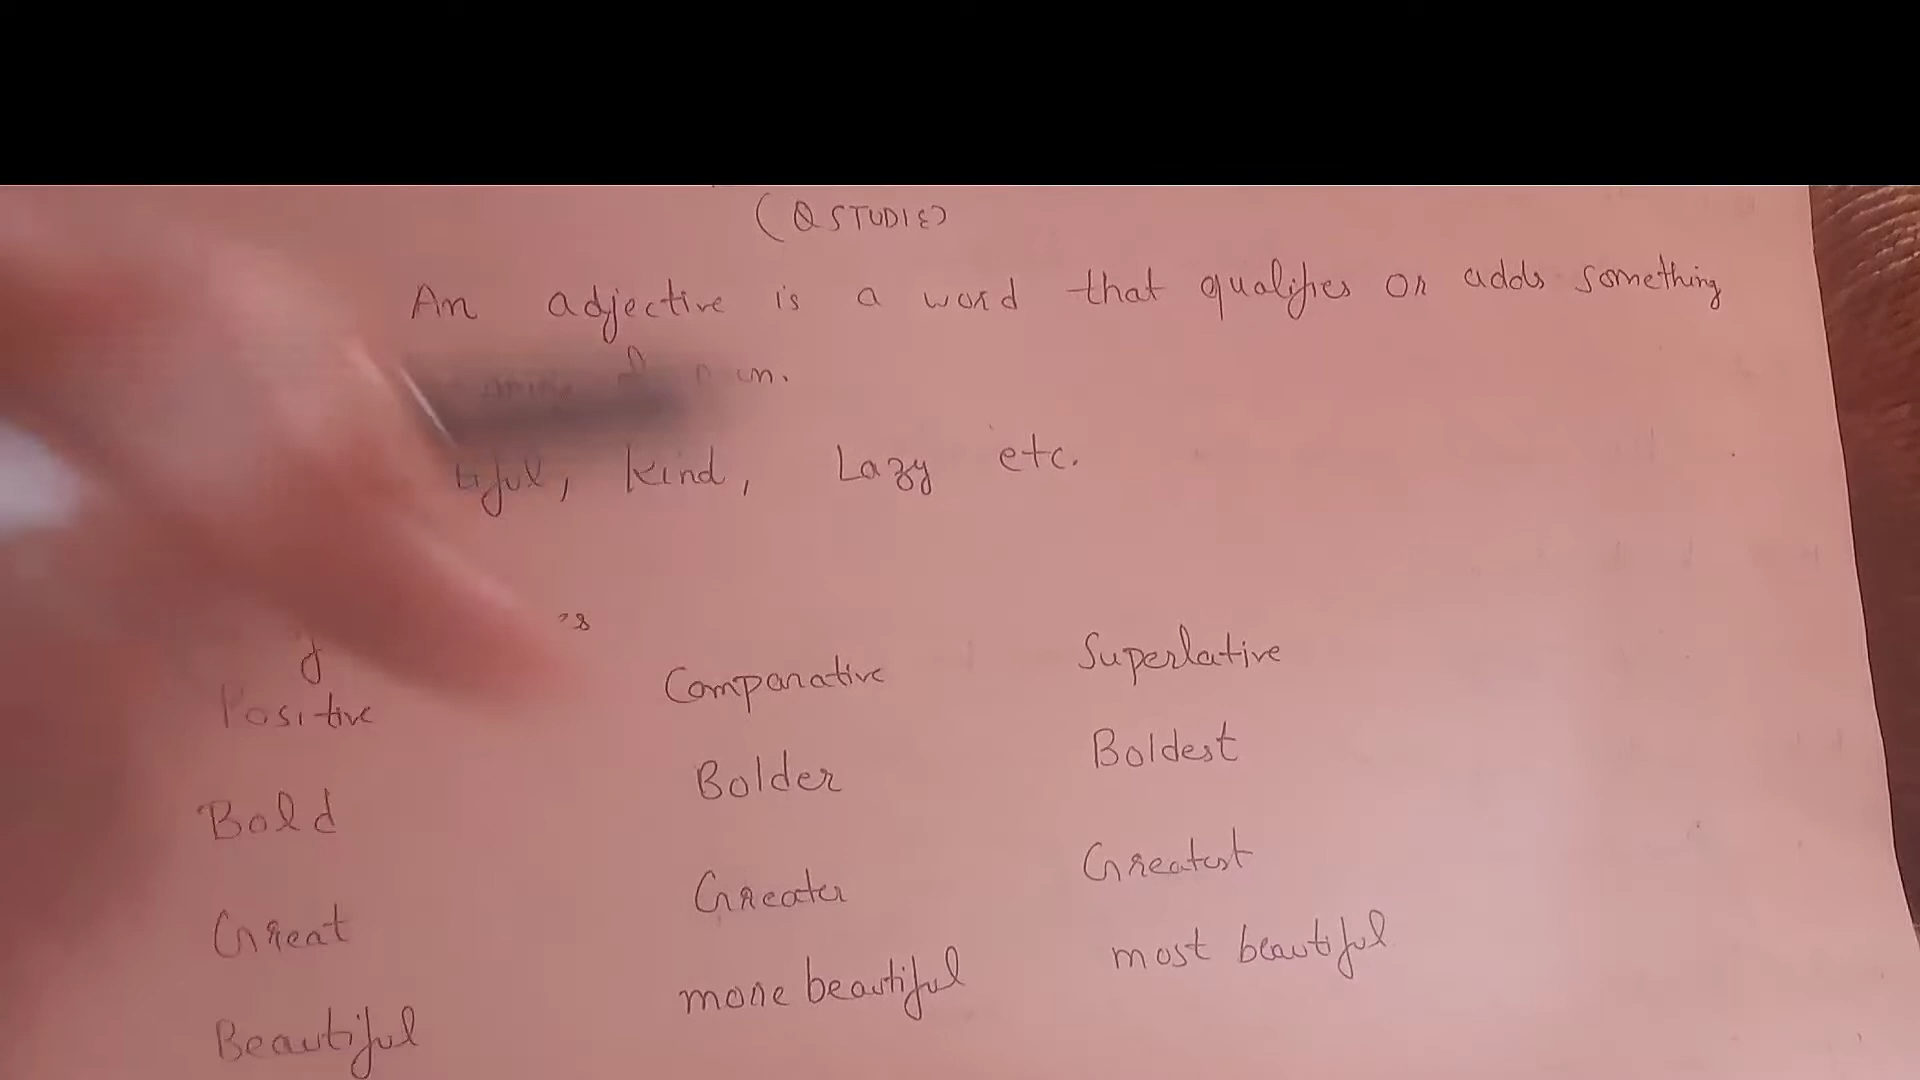 (QSTUDIES)
An adjective is a word that qualifies or adds something
kind, Lazy etc.
Positive Comparative Superlative
Bold Bolder Boldest
Great Greater Greatest
Beautiful more beautiful most beautiful